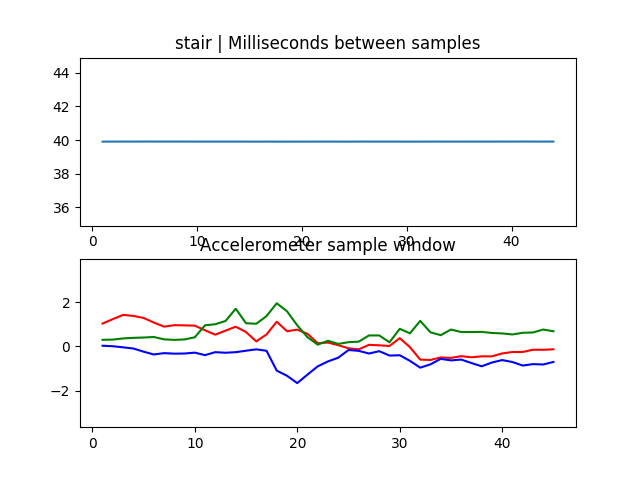 stair | Milliseconds between samples
44
42
40
38
36
0 10 20 30 40
Accelerometer sample window
2
0
−2
0 10 20 30 40